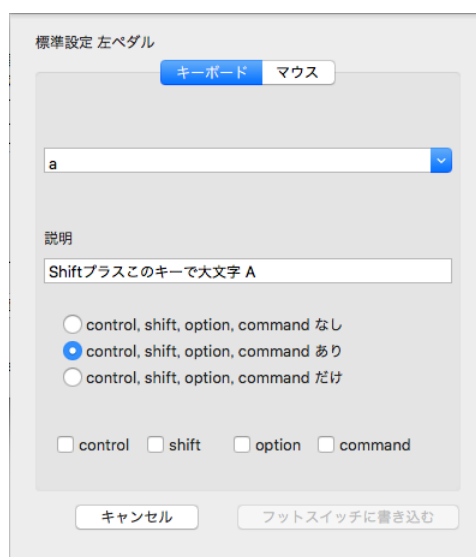 標準設定 左ペダル
キーボード マウス
a
説明
Shiftプラスこのキーで大文字 A
control, shift, option, command なし
control, shift, option, command あり
control, shift, option, command だけ
control shift option command
キャンセル フットスイッチに書き込む